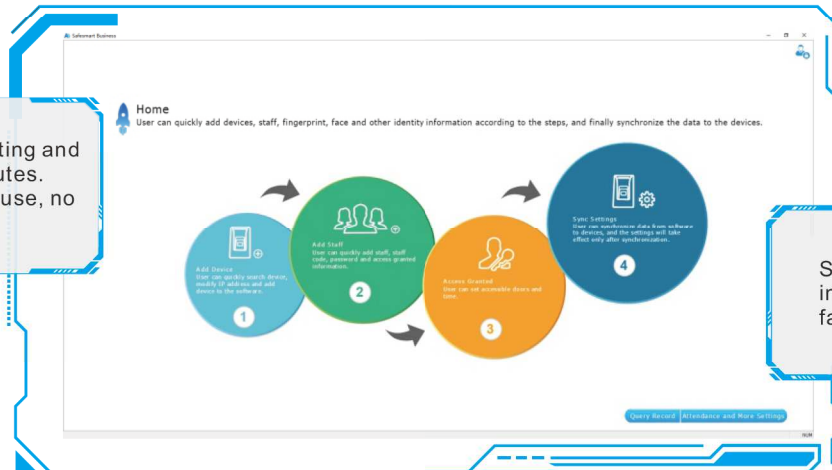 Safesmart Business
Home
User can quickly add devices, staff, fingerprint, face and other identity information according to the steps, and finally synchronize the data to the devices.
ting and
utes.
use, no
Add Device
User can quickly search device,
modify IP address and add
device to the software.
1
Add Staff
User can quickly add staff, staff
code, password and access granted
information.
2
Access Granted
User can set accessible doors and
time.
3
Sync Settings
User can synchronize data from software
to devices, and the settings will take
effect only after synchronization.
4
S
in
fa
Query Record
Attendance and More Settings
NUM